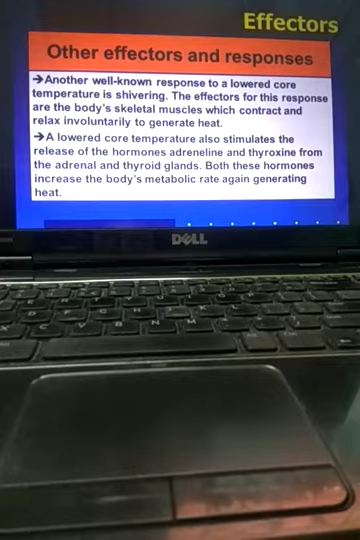 Effectors
Other effectors and responses
➔Another well-known response to a lowered core
temperature is shivering. The effectors for this response
are the body's skeletal muscles which contract and
relax involuntarily to generate heat.
➔A lowered core temperature also stimulates the
release of the hormones adreneline and thyroxine from
the adrenal and thyroid glands. Both these hormones
increase the body's metabolic rate again generating
heat.
DELL